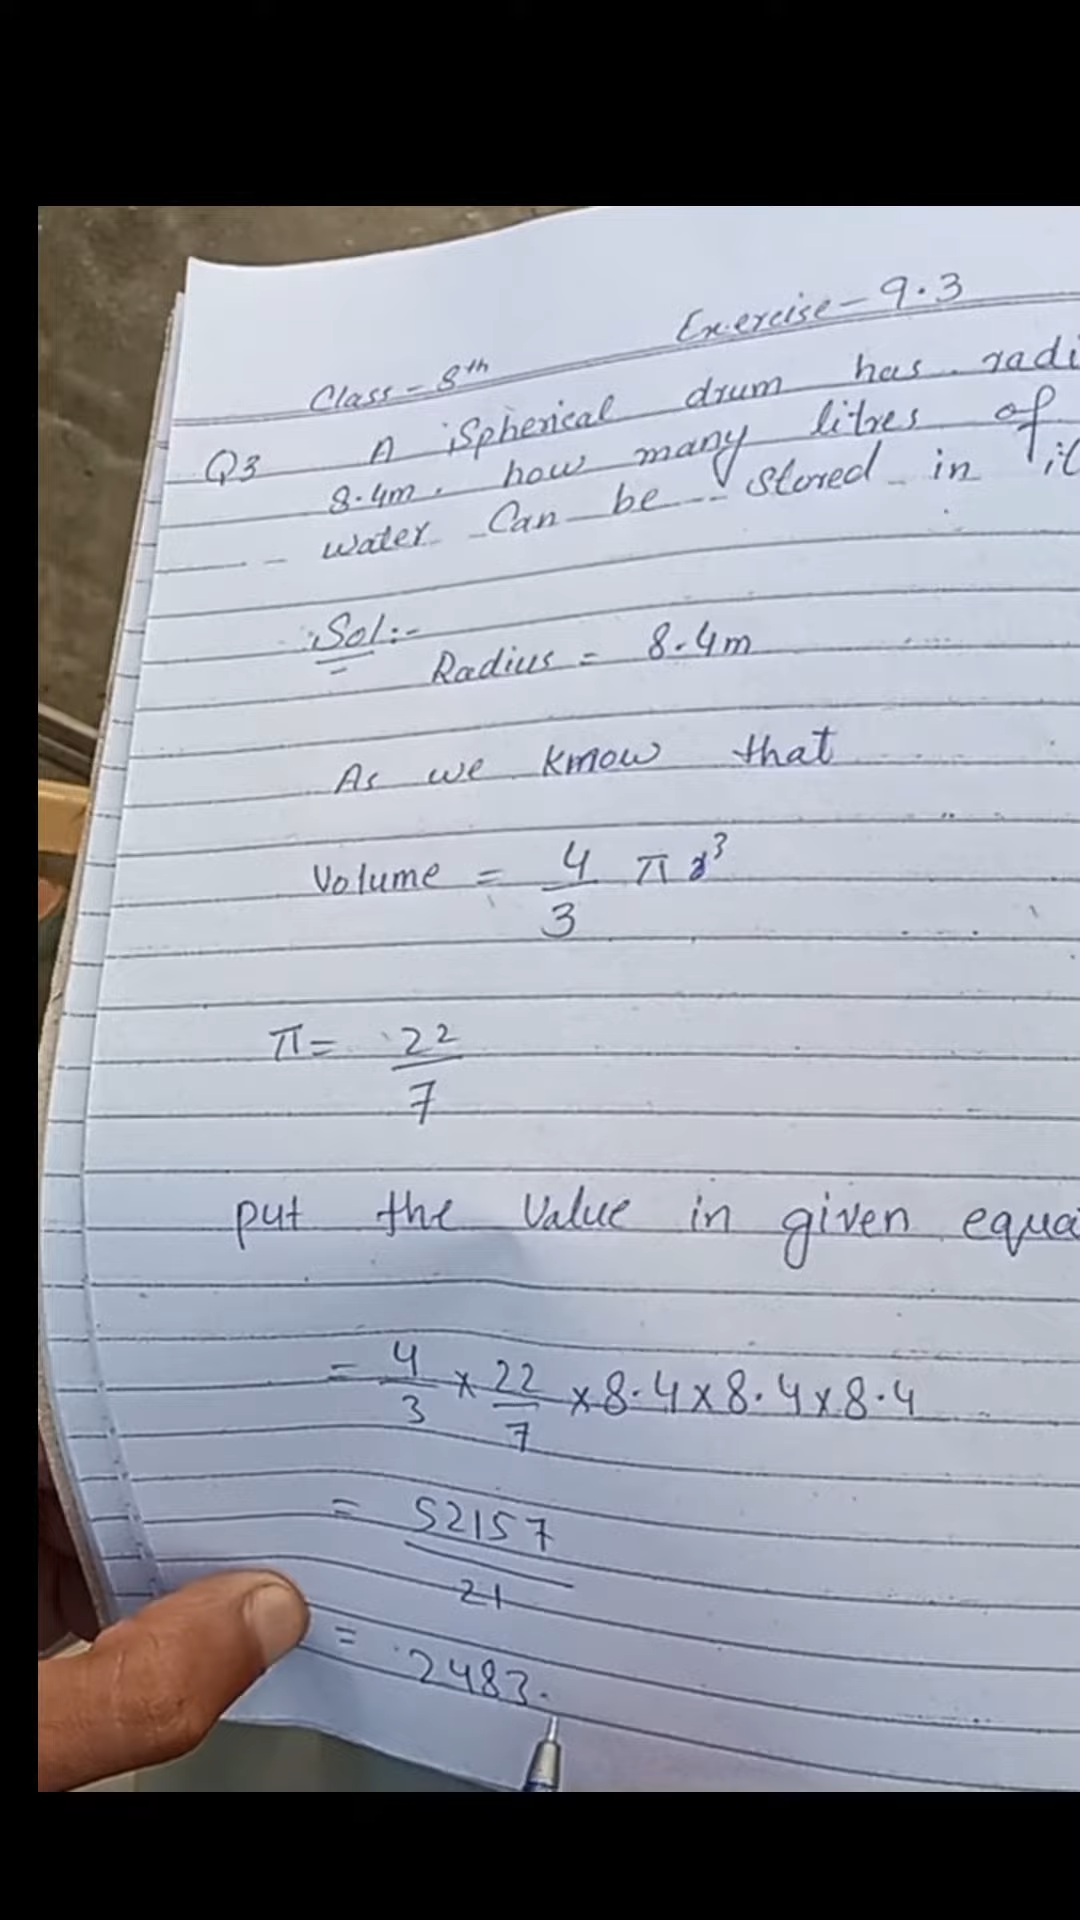 Exercise - 9.3
Class - 8th
Q3 A Spherical drum has radi
8.4m. how many litres of
water Can be stored in it
Sol:-
Radius = 8.4m
As we know that
Volume = 4/3 π r³
π = 22/7
put the Value in given equa
= 4/3 × 22/7 × 8.4 × 8.4 × 8.4
= 52157/21
= 2483.